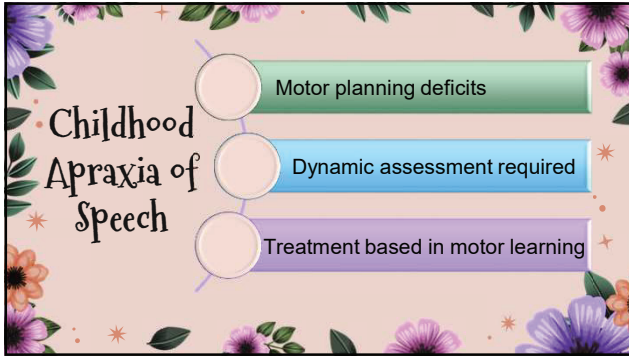 Childhood
Apraxia of
Speech
Motor planning deficits
Dynamic assessment required
Treatment based in motor learning